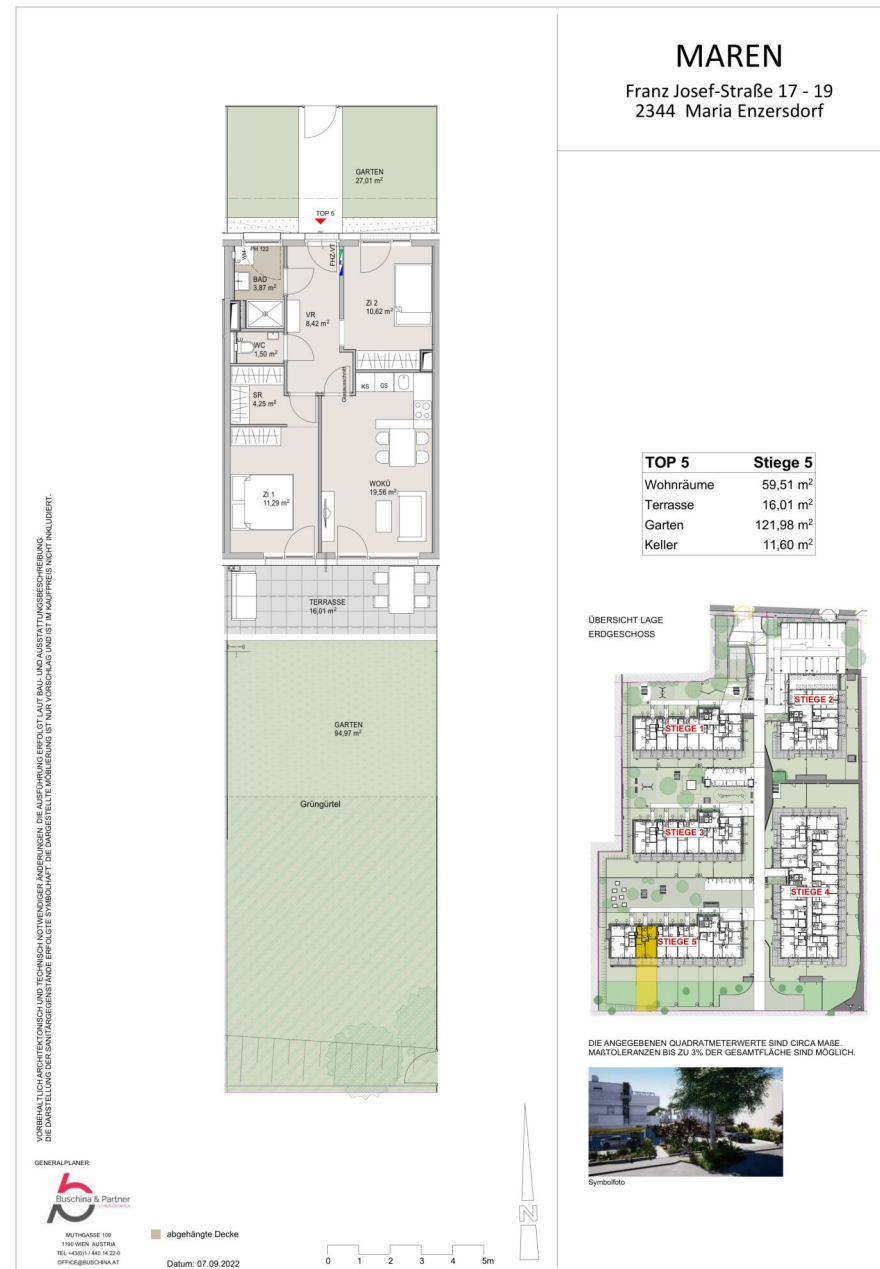 MAREN
Franz Josef-Straße 17 - 19
2344 Maria Enzersdorf
GARTEN
27,01 m²
TOP 5
WM
PH 122
FHZ-VT
BAD
3,87 m²
ZI 2
10,62 m²
VR
8,42 m²
WC
1,50 m²
Glasausschnitt
KS
GS
SR
4,25 m²
ZI 1
11,29 m²
WOKÜ
19,56 m²
TERRASSE
16,01 m²
GARTEN
94,97 m²
Grüngürtel
TOP 5 Stiege 5
Wohnräume 59,51 m²
Terrasse 16,01 m²
Garten 121,98 m²
Keller 11,60 m²
ÜBERSICHT LAGE
ERDGESCHOSS
STIEGE 1
STIEGE 2
STIEGE 3
STIEGE 4
STIEGE 5
DIE ANGEGEBENEN QUADRATMETERWERTE SIND CIRCA MAßE.
MAßTOLERANZEN BIS ZU 3% DER GESAMTFLÄCHE SIND MÖGLICH.
Symbolfoto
VORBEHALTLICH ARCHITEKTONISCH UND TECHNISCH NOTWENDIGER ÄNDERUNGEN. DIE AUSFÜHRUNG ERFOLGT LAUT BAU- UND AUSSTATTUNGSBESCHREIBUNG.
DIE DARSTELLUNG DER SANITÄRGEGENSTÄNDE ERFOLGTE SYMBOLHAFT. DIE DARGESTELLTE MÖBLIERUNG IST NUR VORSCHLAG UND IST IM KAUFPREIS NICHT INKLUDIERT.
GENERALPLANER:
Buschina & Partner
MUTHGASSE 109
1190 WIEN AUSTRIA
TEL +43(0)1 / 440 14 22-0
OFFICE@BUSCHINA.AT
abgehängte Decke
Datum: 07.09.2022
0 1 2 3 4 5m
N